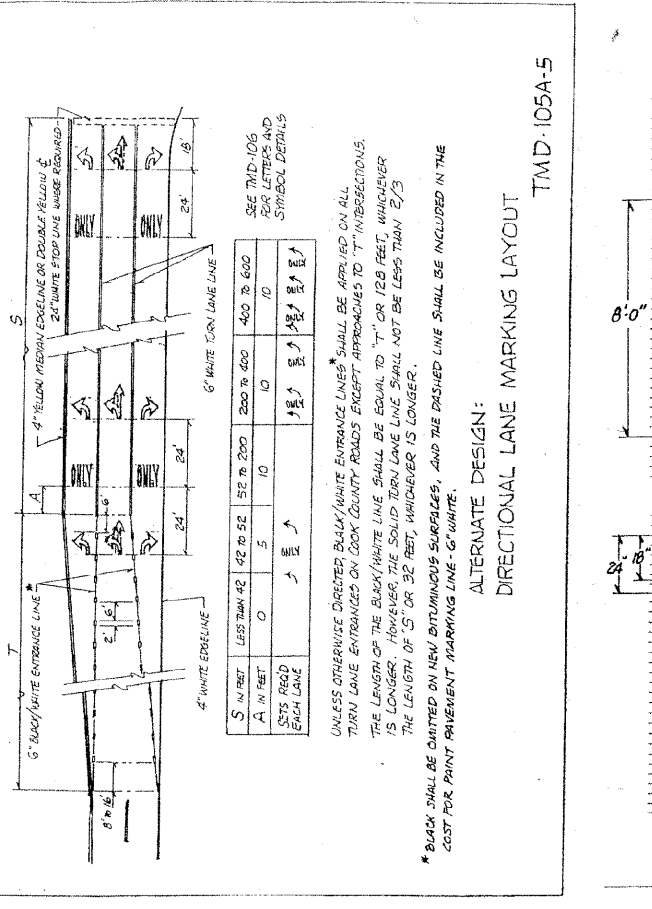 T
S
6" BLACK/WHITE ENTRANCE LINE *
4" YELLOW MEDIAN EDGELINE OR DOUBLE YELLOW &
24" WHITE STOP LINE WHERE REQUIRED
A
8' TO 16'
2'
6'
6'
ONLY
ONLY
ONLY
ONLY
24'
24'
24'
18'
4" WHITE EDGELINE
6" WHITE TURN LANE LINE
S IN FEET LESS THAN 42 42 TO 52 52 TO 200 200 TO 400 400 TO 600
A IN FEET 0 5 10 10 10
SETS REQ'D
EACH LANE
SEE TMD-106
FOR LETTERS AND
SYMBOL DETAILS
UNLESS OTHERWISE DIRECTED, BLACK/WHITE ENTRANCE LINES * SHALL BE APPLIED ON ALL
TURN LANE ENTRANCES ON COOK COUNTY ROADS EXCEPT APPROACHES TO "T" INTERSECTIONS.
THE LENGTH OF THE BLACK/WHITE LINE SHALL BE EQUAL TO "T" OR 128 FEET, WHICHEVER
IS LONGER. HOWEVER, THE SOLID TURN LANE LINE SHALL NOT BE LESS THAN 2/3
THE LENGTH OF "S" OR 32 FEET, WHICHEVER IS LONGER.
* BLACK SHALL BE OMITTED ON NEW BITUMINOUS SURFACES, AND THE DASHED LINE SHALL BE INCLUDED IN THE
COST FOR PAINT PAVEMENT MARKING LINE - 6" WHITE.
ALTERNATE DESIGN:
DIRECTIONAL LANE MARKING LAYOUT
TMD-105A-5
8'-0"
24"
18"